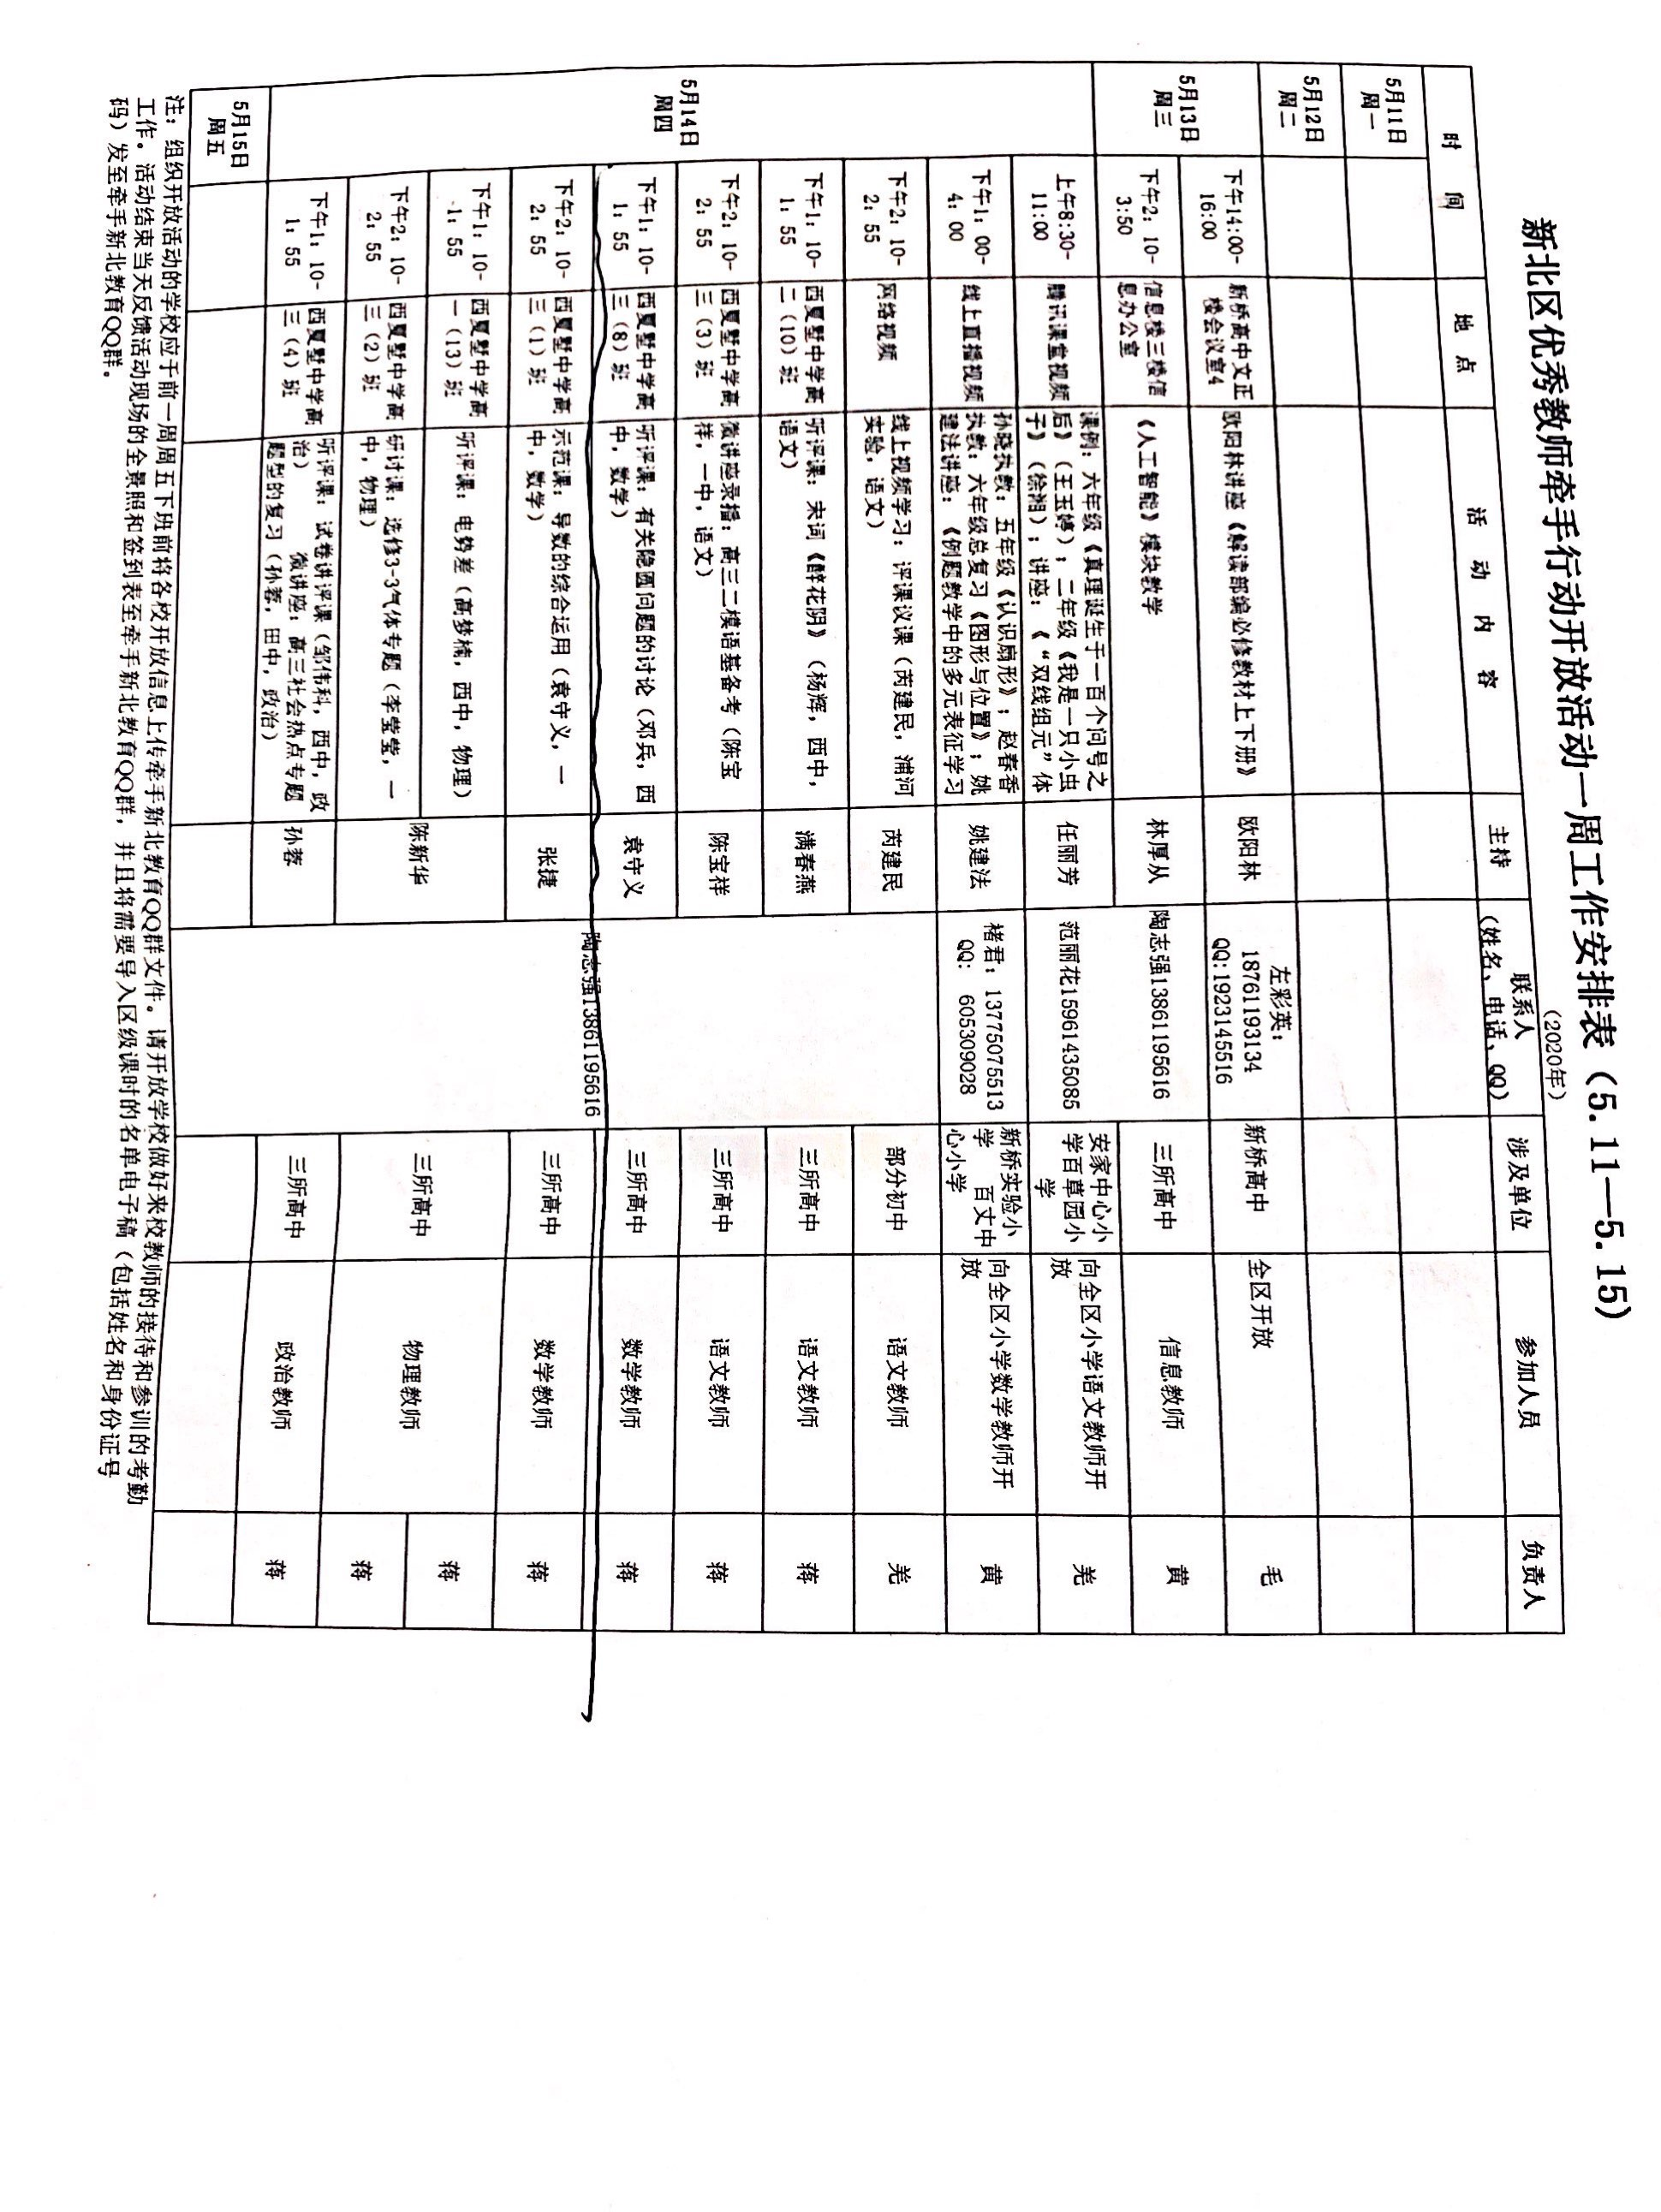 新北区优秀教师牵手行动开放活动一周工作安排表（5.11—5.15）
（2020年）
时 间
地 点
活 动 内 容
主持
联系人
（姓名、电话、QQ）
涉及单位
参加人员
负责人
5月11日
周一
5月12日
周二
5月13日
周三
下午14:00-
16:00
新桥高中文正
楼会议室4
欧阳林讲座《解读部编必修教材上下册》
欧阳林
左彩英：
18761193134
QQ:1923145516
新桥高中
全区开放
毛
下午2：10-
3:50
信息楼三楼信
息办公室
《人工智能》模块教学
林厚从
陶志强13861195616
三所高中
信息教师
黄
5月14日
周四
上午8:30-
11:00
腾讯课堂视频
课例：六年级《真理诞生于一百个问号之
后》（王玉婷）；二年级《我是一只小虫
子》（徐湘）；讲座：《“双线组元”体
任丽芳
范丽花15961435085
安家中心小
学百草园小
学
向全区小学语文教师开
放
羌
下午1：00-
4：00
线上直播视频
孙晓执教：五年级《认识扇形》；赵春香
执教：六年级总复习《图形与位置》；姚
建法讲座：《例题教学中的多元表征学习
姚建法
褚君：13775075513
QQ：605309028
新桥实验小
学 百丈中
心小学
向全区小学数学教师开
放
黄
下午2：10-
2：55
网络视频
线上视频学习：评课议课（芮建民，浦河
实验，语文）
芮建民
部分初中
语文教师
羌
下午1：10-
1：55
西夏墅中学高
二（10）班
听评课：宋词《醉花阴》（杨辉，西中，
语文）
满春燕
三所高中
语文教师
蒋
下午2：10-
2：55
西夏墅中学高
三（3）班
微讲座录播：高三二模语基备考（陈宝
祥，一中，语文）
陈宝祥
三所高中
语文教师
蒋
下午1：10-
1：55
西夏墅中学高
三（8）班
听评课：有关隐圆问题的讨论（邓兵，西
中，数学）
袁守义
陶志强13861195616
三所高中
数学教师
蒋
下午2：10-
2：55
西夏墅中学高
三（1）班
示范课：导数的综合运用（袁守义，一
中，数学）
张捷
三所高中
数学教师
蒋
下午1：10-
1：55
西夏墅中学高
一（13）班
听评课：电势差（高梦楠，西中，物理）
陈新华
三所高中
物理教师
蒋
下午2：10-
2：55
西夏墅中学高
三（2）班
研讨课：选修3-3气体专题（李莹莹，一
中，物理）
蒋
下午1：10-
1：55
西夏墅中学高
三（4）班
听评课：试卷讲评课（邹伟科，西中，政
治）
微讲座：高三社会热点专题
题型的复习（孙蓉，田中，政治）
孙蓉
三所高中
政治教师
蒋
5月15日
周五
注：组织开放活动的学校应于前一周周五下班前将各校开放信息上传牵手新北教育QQ群文件。请开放学校做好来校教师的接待和参训的考勤
工作。活动结束当天反馈活动现场的全景照和签到表至牵手新北教育QQ群，并且将需要导入区级课时的名单电子稿（包括姓名和身份证号
码）发至牵手新北教育QQ群。